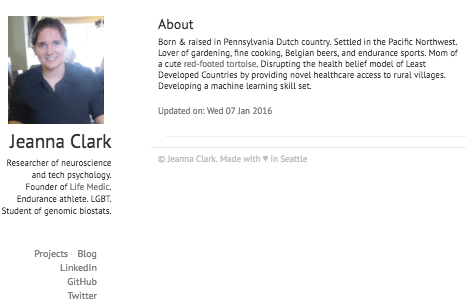 Jeanna Clark
Researcher of neuroscience
and tech psychology.
Founder of Life Medic.
Endurance athlete. LGBT.
Student of genomic biostats.
Projects Blog
LinkedIn
GitHub
Twitter
About
Born & raised in Pennsylvania Dutch country. Settled in the Pacific Northwest.
Lover of gardening, fine cooking, Belgian beers, and endurance sports. Mom of
a cute red-footed tortoise. Disrupting the health belief model of Least
Developed Countries by providing novel healthcare access to rural villages.
Developing a machine learning skill set.
Updated on: Wed 07 Jan 2016
© Jeanna Clark. Made with ♥ in Seattle